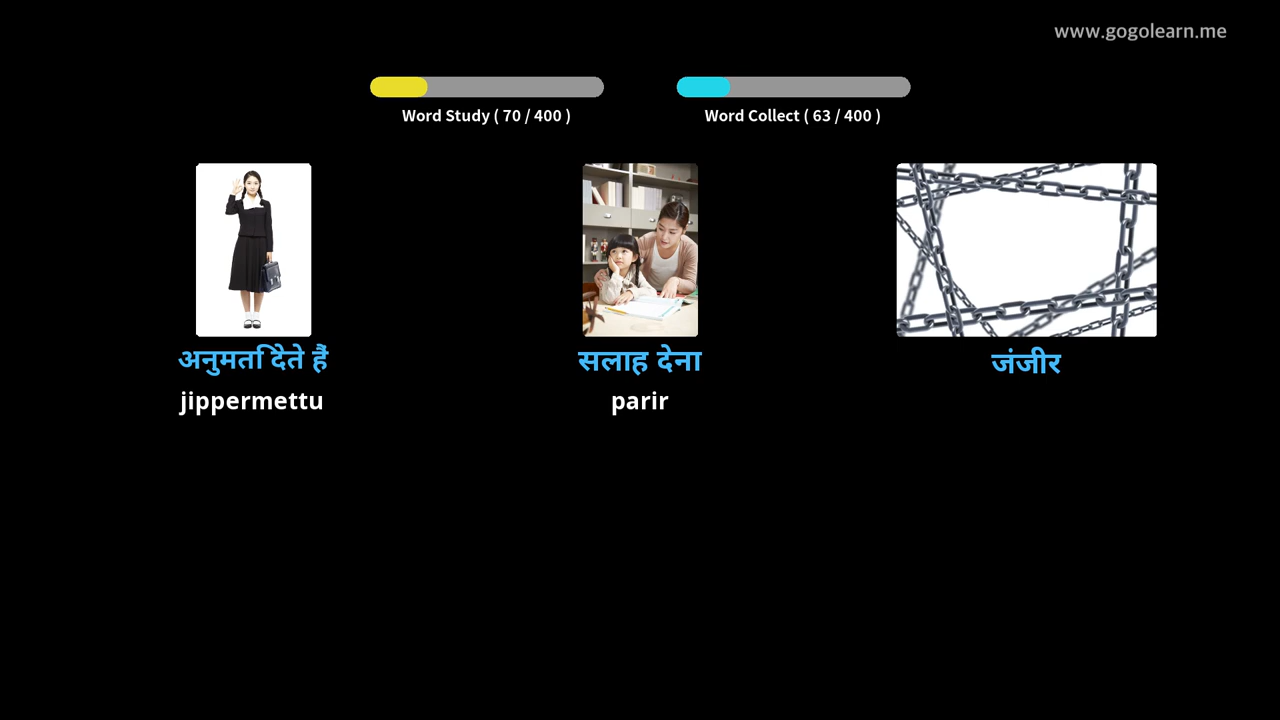 www.gogolearn.me
Word Study ( 70 / 400 )
Word Collect ( 63 / 400 )
अनुमति देते हैं
jippermettu
सलाह देना
parir
जंजीर